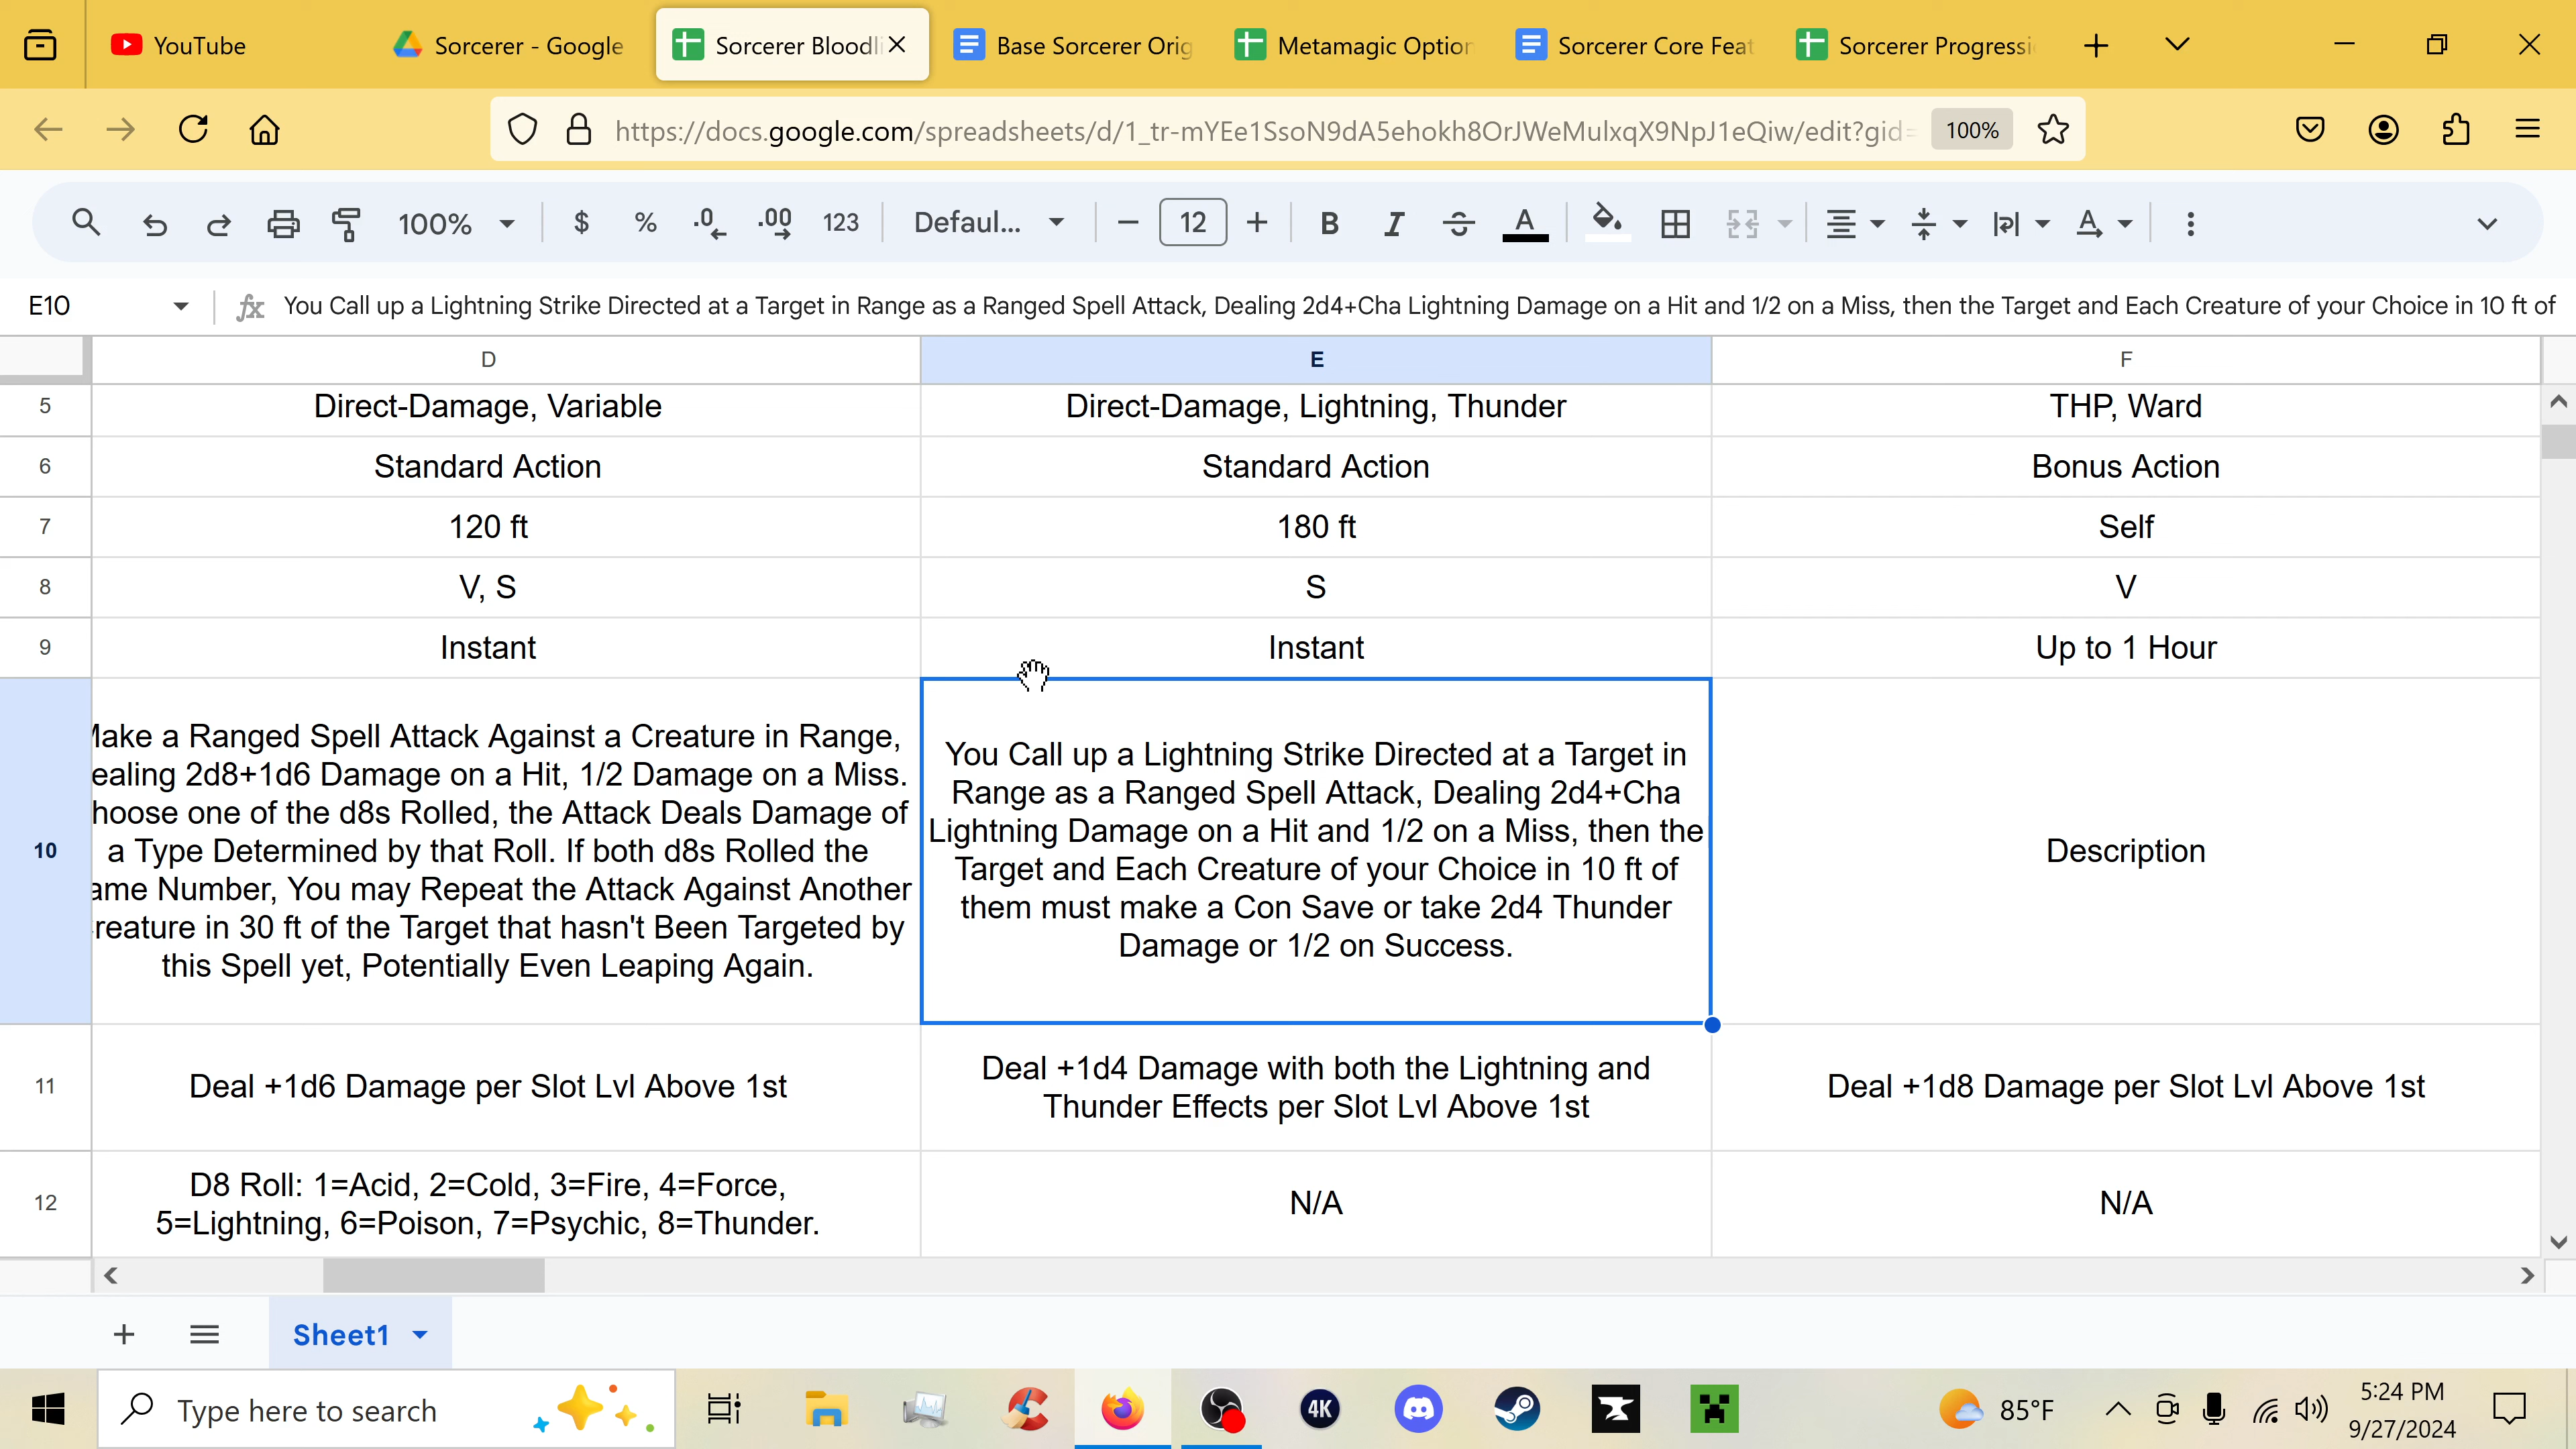 YouTube
Sorcerer - Google
Sorcerer Bloodli
Base Sorcerer Orig
Metamagic Option
Sorcerer Core Feat
Sorcerer Progressi
https://docs.google.com/spreadsheets/d/1_tr-mYEe1SsoN9dA5ehokh8OrJWeMulxqX9NpJ1eQiw/edit?gid=
100%
100%
$
%
.0
.00
123
Defaul...
12
B
I
S
A
A
E10
fx
You Call up a Lightning Strike Directed at a Target in Range as a Ranged Spell Attack, Dealing 2d4+Cha Lightning Damage on a Hit and 1/2 on a Miss, then the Target and Each Creature of your Choice in 10 ft of
D
E
F
5
Direct-Damage, Variable
Direct-Damage, Lightning, Thunder
THP, Ward
6
Standard Action
Standard Action
Bonus Action
7
120 ft
180 ft
Self
8
V, S
S
V
9
Instant
Instant
Up to 1 Hour
10
Make a Ranged Spell Attack Against a Creature in Range,
ealing 2d8+1d6 Damage on a Hit, 1/2 Damage on a Miss.
hoose one of the d8s Rolled, the Attack Deals Damage of
a Type Determined by that Roll. If both d8s Rolled the
ame Number, You may Repeat the Attack Against Another
reature in 30 ft of the Target that hasn't Been Targeted by
this Spell yet, Potentially Even Leaping Again.
You Call up a Lightning Strike Directed at a Target in
Range as a Ranged Spell Attack, Dealing 2d4+Cha
Lightning Damage on a Hit and 1/2 on a Miss, then the
Target and Each Creature of your Choice in 10 ft of
them must make a Con Save or take 2d4 Thunder
Damage or 1/2 on Success.
Description
11
Deal +1d6 Damage per Slot Lvl Above 1st
Deal +1d4 Damage with both the Lightning and
Thunder Effects per Slot Lvl Above 1st
Deal +1d8 Damage per Slot Lvl Above 1st
12
D8 Roll: 1=Acid, 2=Cold, 3=Fire, 4=Force,
5=Lightning, 6=Poison, 7=Psychic, 8=Thunder.
N/A
N/A
Sheet1
Type here to search
4K
85°F
5:24 PM
9/27/2024